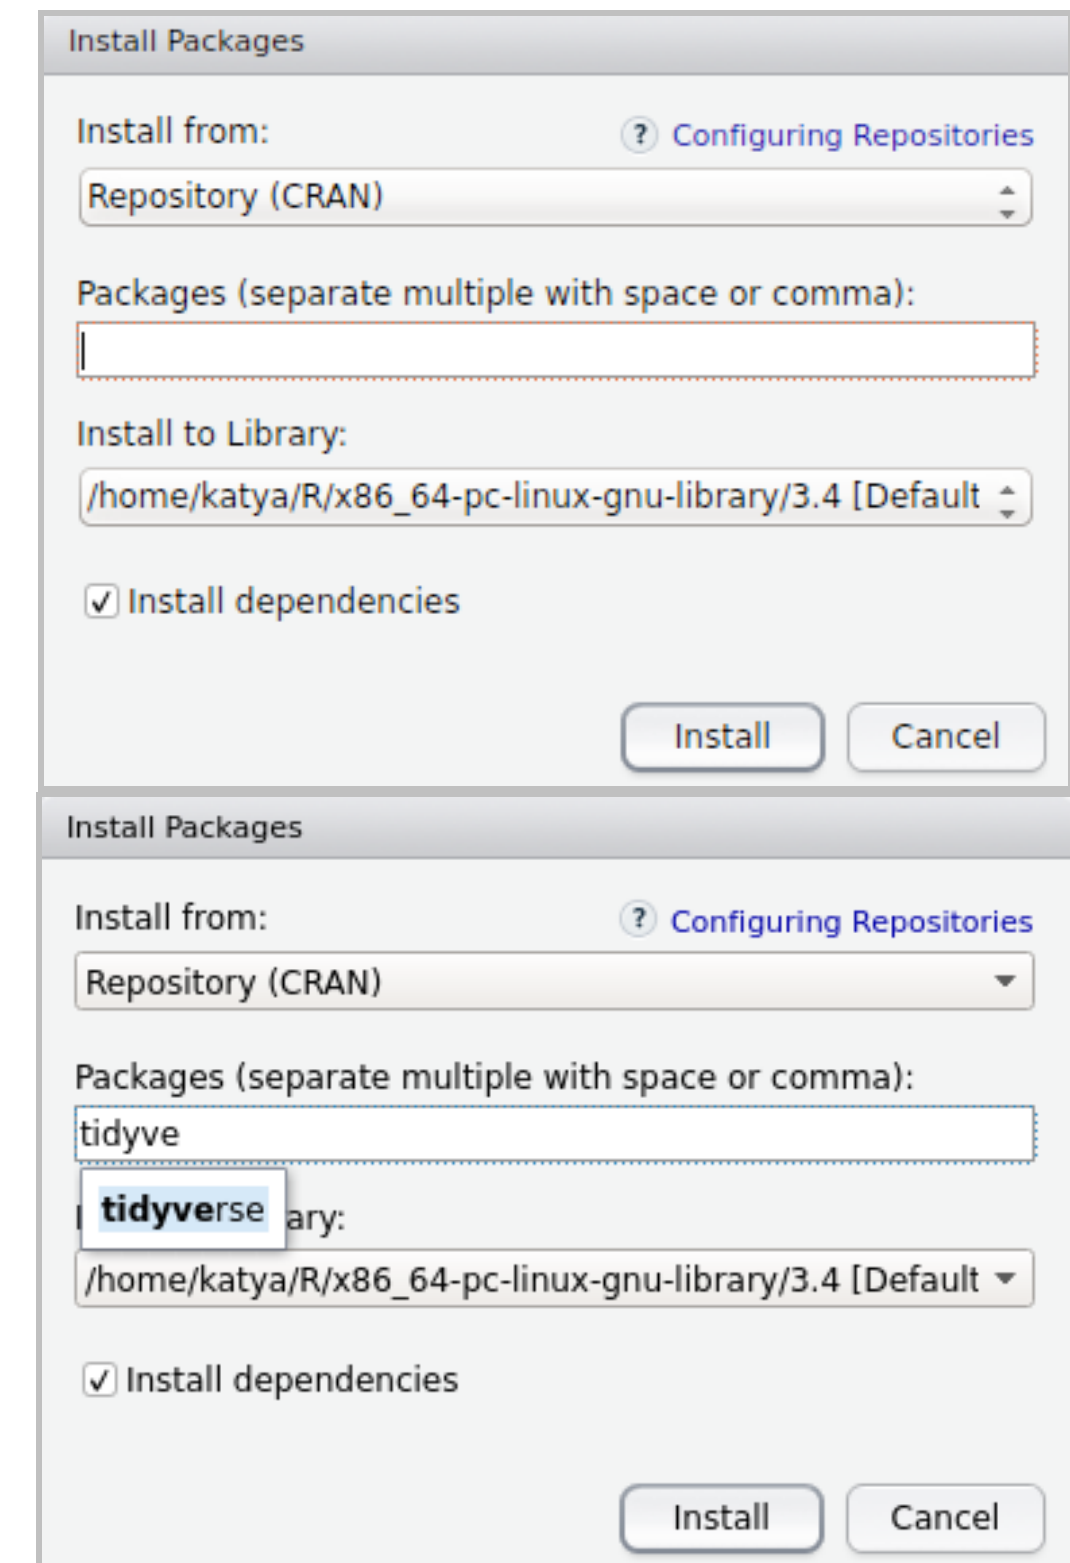 Install Packages
Install from:
? Configuring Repositories
Repository (CRAN)
Packages (separate multiple with space or comma):
Install to Library:
/home/katya/R/x86_64-pc-linux-gnu-library/3.4 [Default
Install dependencies
Install Cancel
Install Packages
Install from:
? Configuring Repositories
Repository (CRAN)
Packages (separate multiple with space or comma):
tidyve
tidyverse
ary:
/home/katya/R/x86_64-pc-linux-gnu-library/3.4 [Default
Install dependencies
Install Cancel